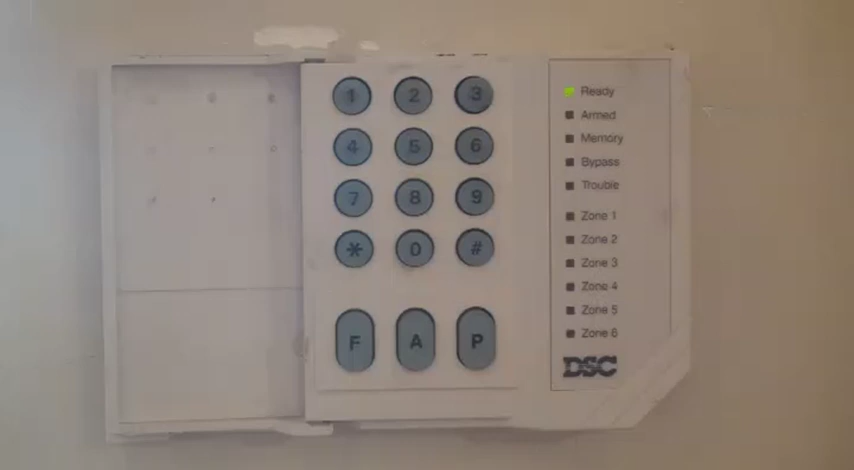 1 2 3
4 5 6
7 8 9
* 0 #
F A P
Ready
Armed
Memory
Bypass
Trouble
Zone 1
Zone 2
Zone 3
Zone 4
Zone 5
Zone 6
DSC